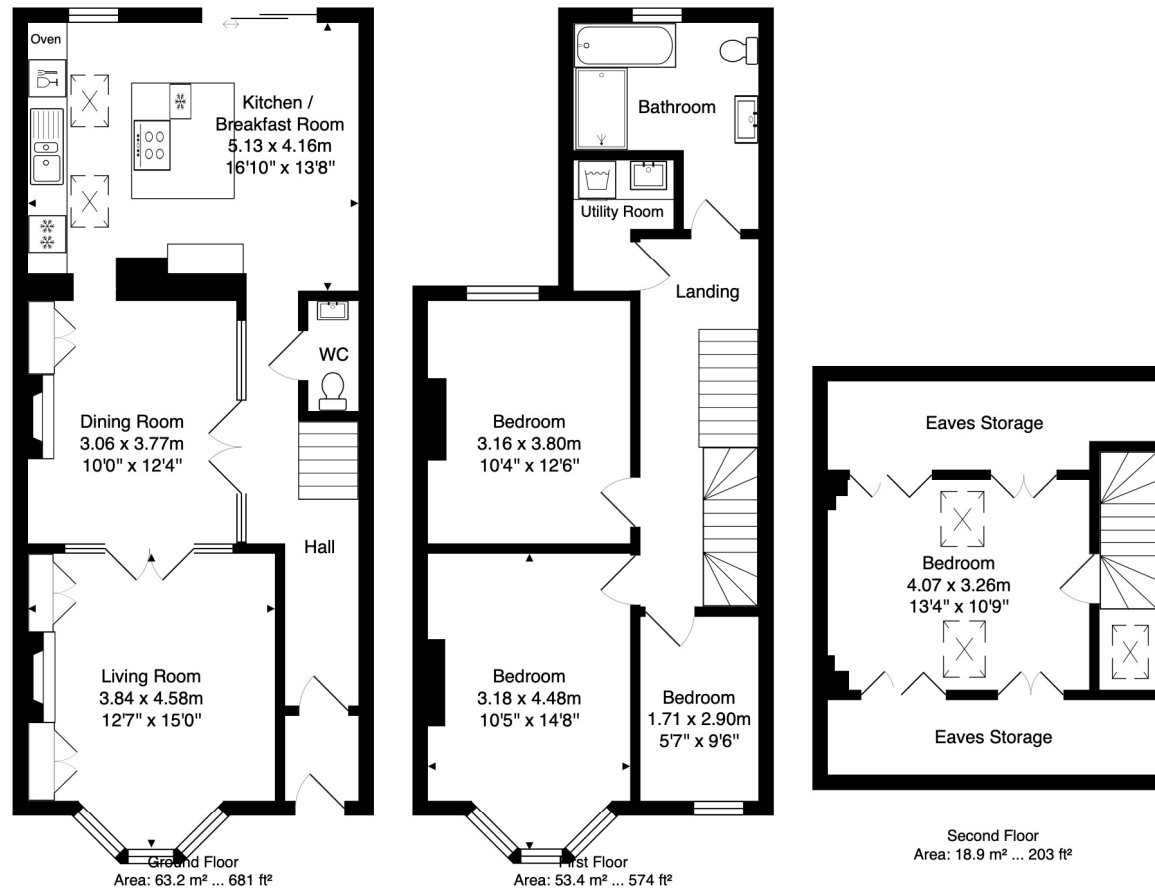 Oven
Kitchen /
Breakfast Room
5.13 x 4.16m
16'10" x 13'8"
WC
Dining Room
3.06 x 3.77m
10'0" x 12'4"
Hall
Living Room
3.84 x 4.58m
12'7" x 15'0"
Ground Floor
Area: 63.2 m² ... 681 ft²
Bathroom
Utility Room
Landing
Bedroom
3.16 x 3.80m
10'4" x 12'6"
Bedroom
3.18 x 4.48m
10'5" x 14'8"
Bedroom
1.71 x 2.90m
5'7" x 9'6"
First Floor
Area: 53.4 m² ... 574 ft²
Eaves Storage
Bedroom
4.07 x 3.26m
13'4" x 10'9"
Eaves Storage
Second Floor
Area: 18.9 m² ... 203 ft²